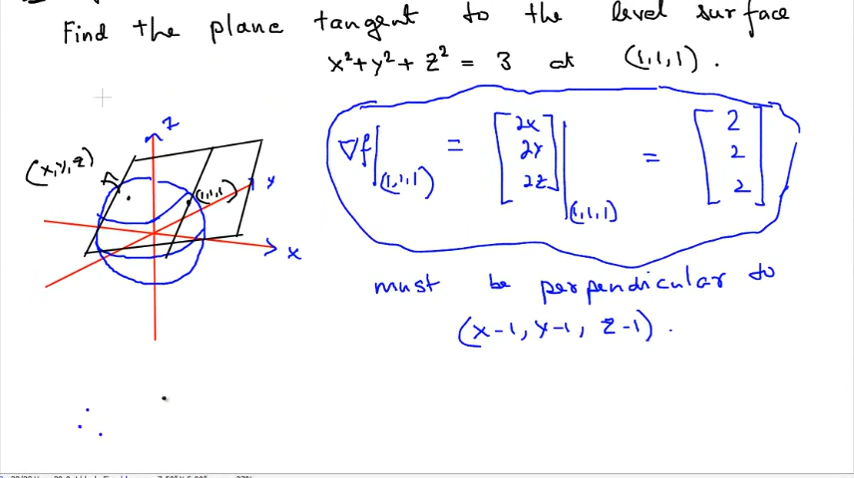 Find the plane tangent to the level surface
x²+y²+z² = 3 at (1,1,1).
z
(x,y,z)
(1,1,1)
y
x
∇f|(1,1,1) = [2x 2y 2z]|(1,1,1) = [2 2 2]
must be perpendicular to
(x-1, y-1, z-1).
∴